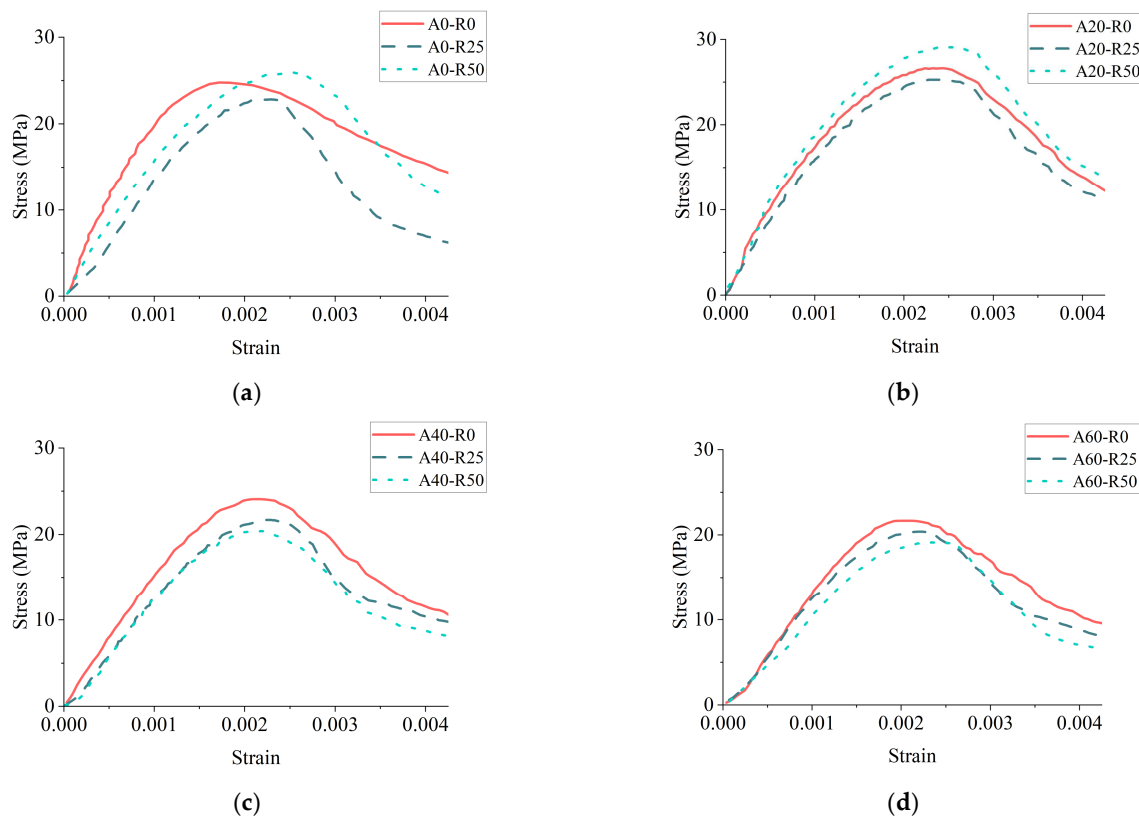 A0-R0
A0-R25
A0-R50
30
20
10
0
Stress (MPa)
0.000 0.001 0.002 0.003 0.004
Strain
(a)
A20-R0
A20-R25
A20-R50
30
20
10
0
Stress (MPa)
0.000 0.001 0.002 0.003 0.004
Strain
(b)
A40-R0
A40-R25
A40-R50
30
20
10
0
Stress (MPa)
0.000 0.001 0.002 0.003 0.004
Strain
(c)
A60-R0
A60-R25
A60-R50
30
20
10
0
Stress (MPa)
0.000 0.001 0.002 0.003 0.004
Strain
(d)